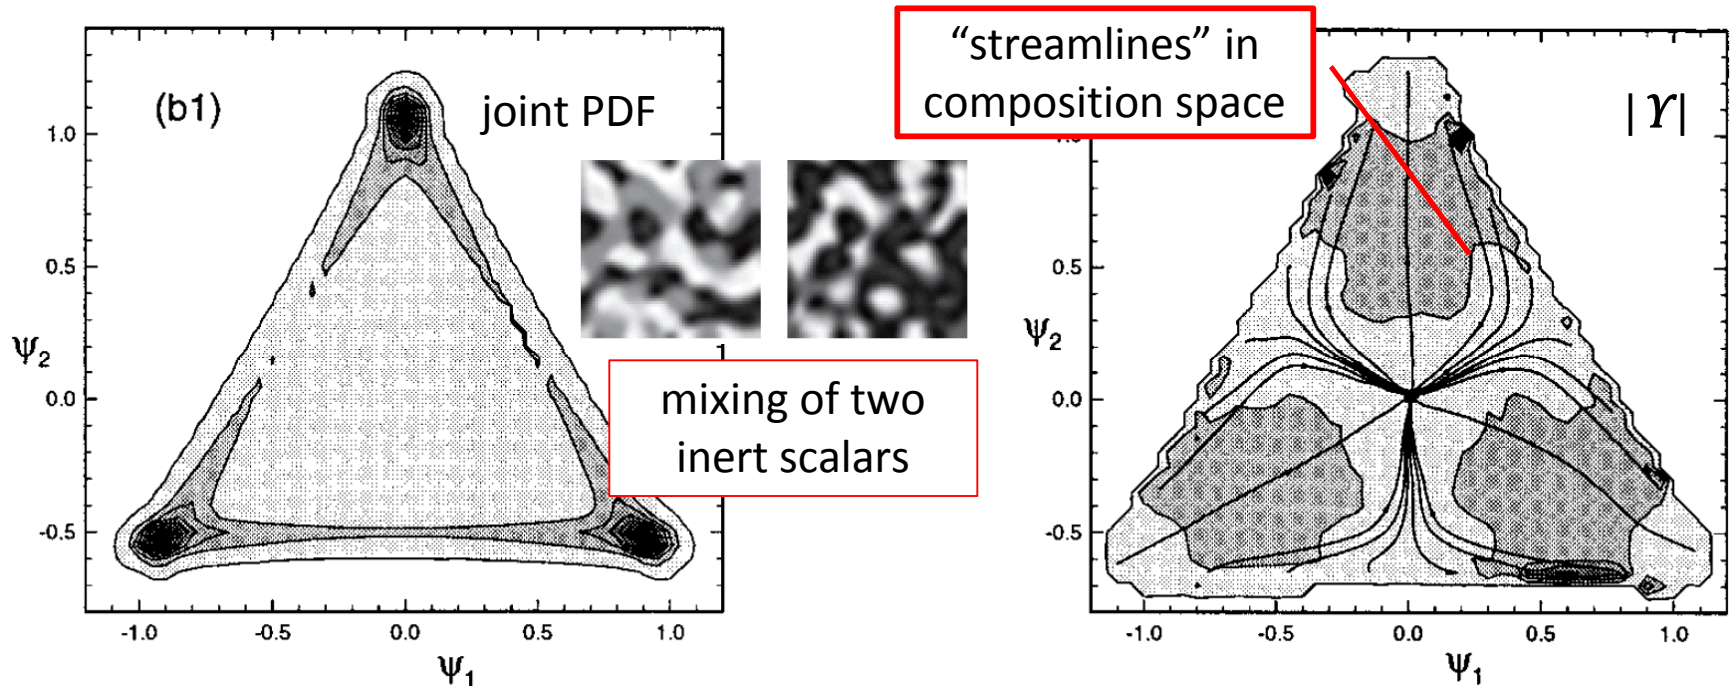 (b1)
joint PDF
1.0
0.5
0.0
-0.5
ψ₂
-1.0 -0.5 0.0 0.5 1.0
ψ₁
mixing of two
inert scalars
“streamlines” in
composition space
|ϒ|
0.5
0.0
-0.5
ψ₂
-1.0 -0.5 0.0 0.5 1.0
ψ₁